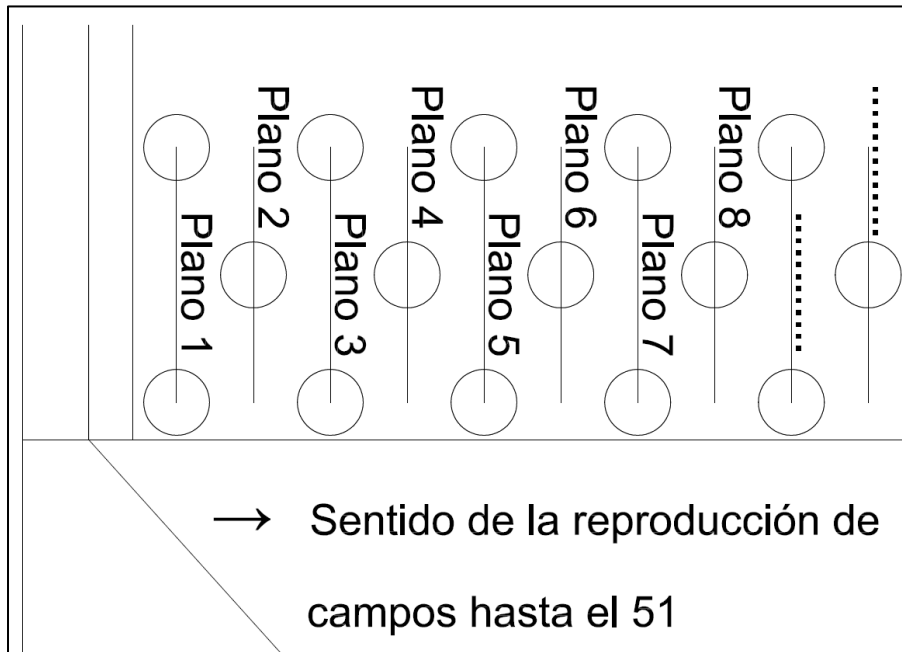 Plano 1
Plano 2
Plano 3
Plano 4
Plano 5
Plano 6
Plano 7
Plano 8
..........
...........
→ Sentido de la reproducción de
campos hasta el 51